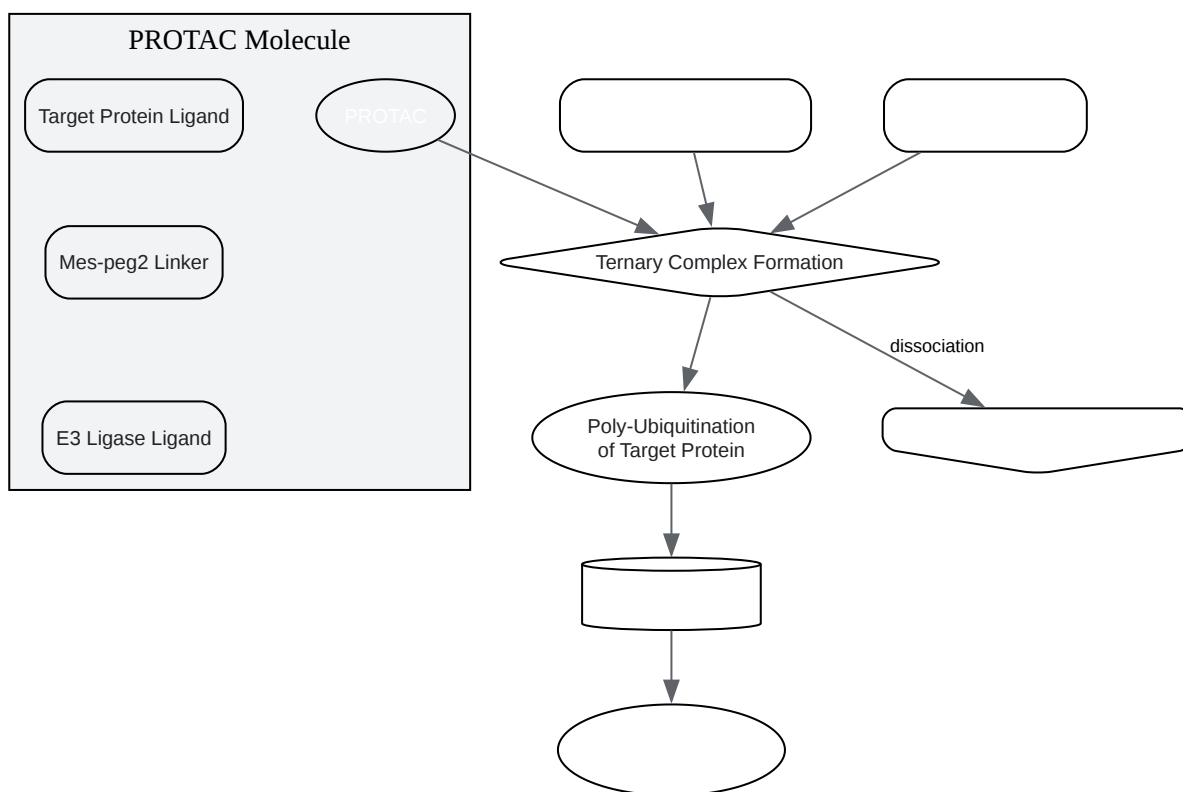 PROTAC Molecule
Target Protein Ligand
PROTAC
Mes-peg2 Linker
Ternary Complex Formation
dissociation
E3 Ligase Ligand
Poly-Ubiquitination
of Target Protein